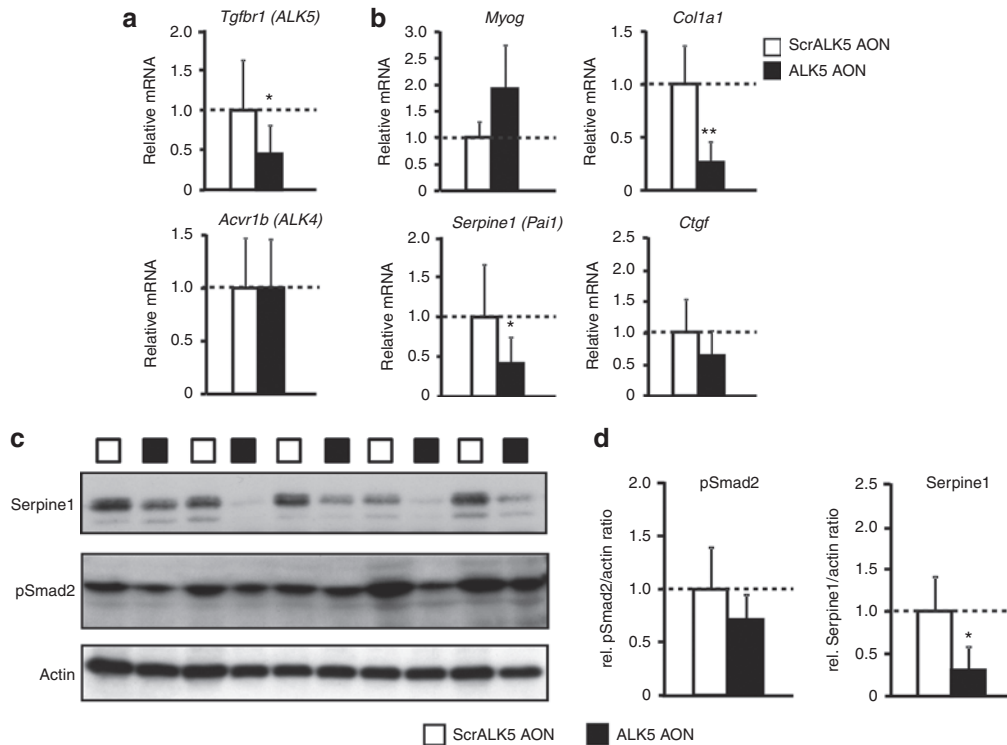 a
Tgfbr1 (ALK5)
Relative mRNA
2.0
1.5
1.0
0.5
0
*
Acvr1b (ALK4)
Relative mRNA
1.5
1.0
0.5
0
b
Myog
Relative mRNA
3.0
2.5
2.0
1.5
1.0
0.5
0
Col1a1
Relative mRNA
1.5
1.0
0.5
0
**
ScrALK5 AON
ALK5 AON
Serpine1 (Pai1)
Relative mRNA
2.0
1.5
1.0
0.5
0
*
Ctgf
Relative mRNA
2.5
2.0
1.5
1.0
0.5
0
c
Serpine1
pSmad2
Actin
d
pSmad2
rel. pSmad2/actin ratio
2.0
1.5
1.0
0.5
0
Serpine1
rel. Serpine1/actin ratio
2.5
2.0
1.5
1.0
0.5
0
*
ScrALK5 AON
ALK5 AON